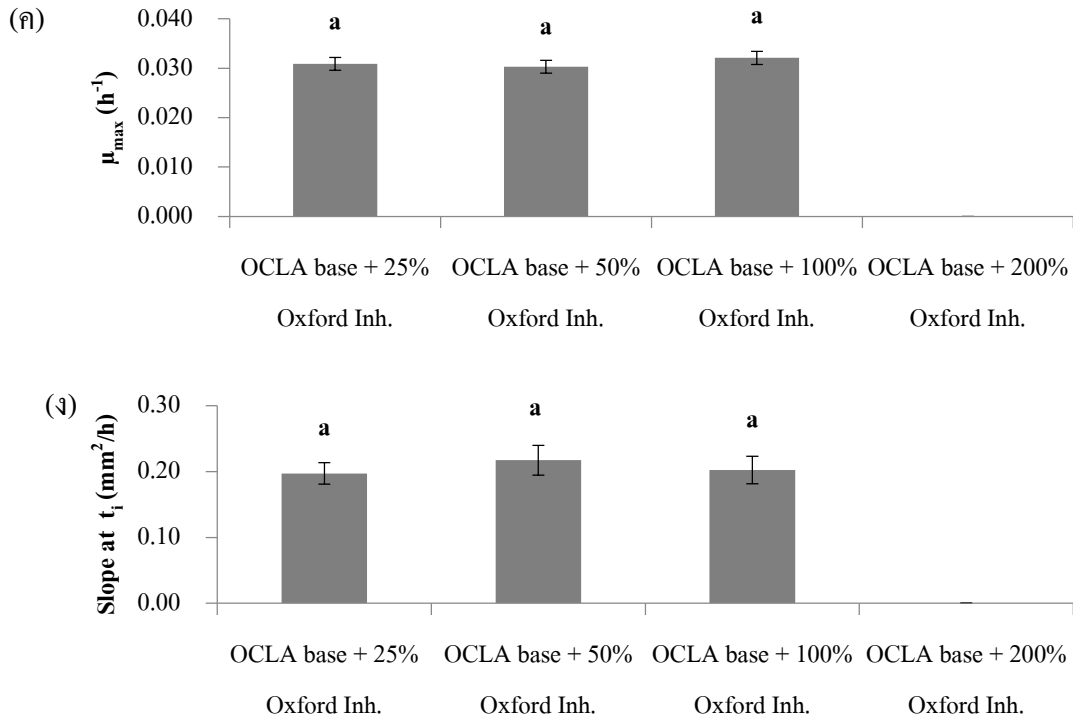 (ค)
μmax (h-1)
0.040
0.030
0.020
0.010
0.000
a a a
OCLA base + 25% OCLA base + 50% OCLA base + 100% OCLA base + 200%
Oxford Inh. Oxford Inh. Oxford Inh. Oxford Inh.
(ง)
Slope at ti (mm2/h)
0.30
0.20
0.10
0.00
a a a
OCLA base + 25% OCLA base + 50% OCLA base + 100% OCLA base + 200%
Oxford Inh. Oxford Inh. Oxford Inh. Oxford Inh.